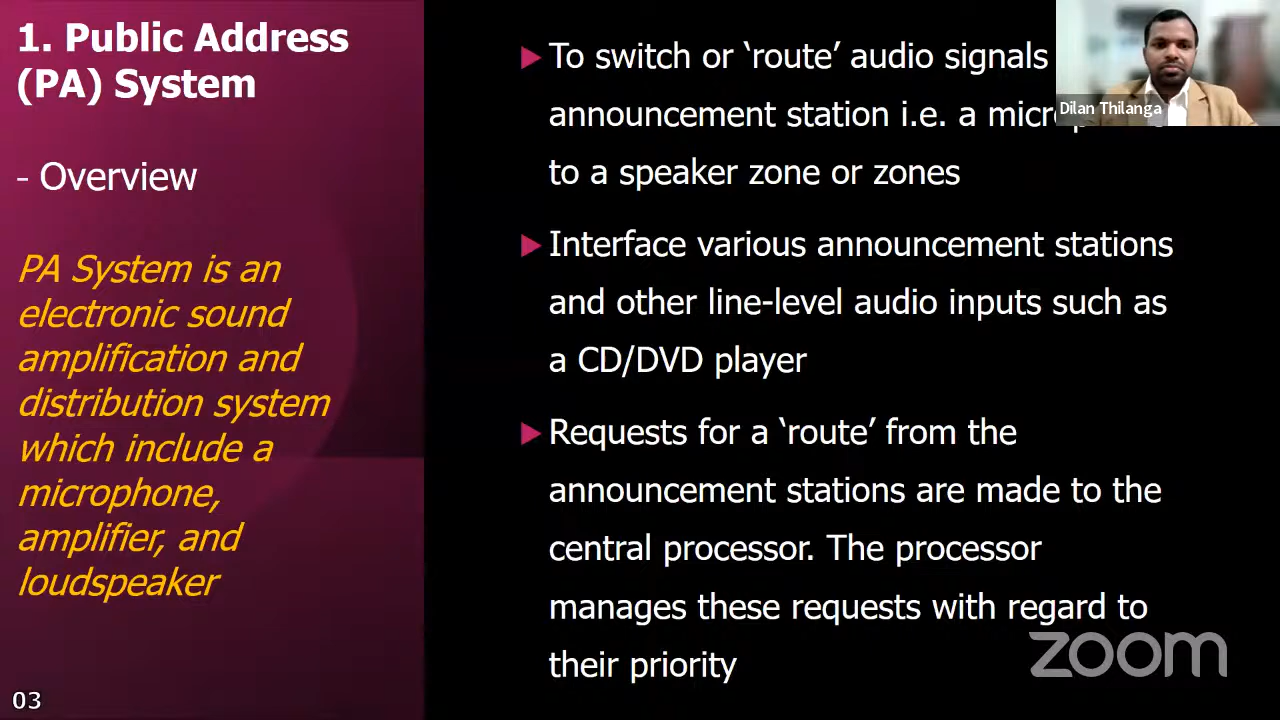 1. Public Address
(PA) System
- Overview
PA System is an
electronic sound
amplification and
distribution system
which include a
microphone,
amplifier, and
loudspeaker
03
To switch or ‘route’ audio signals
announcement station i.e. a
to a speaker zone or zones
Interface various announcement stations
and other line-level audio inputs such as
a CD/DVD player
Requests for a ‘route’ from the
announcement stations are made to the
central processor. The processor
manages these requests with regard to
their priority
Dilan Thilanga
zoom